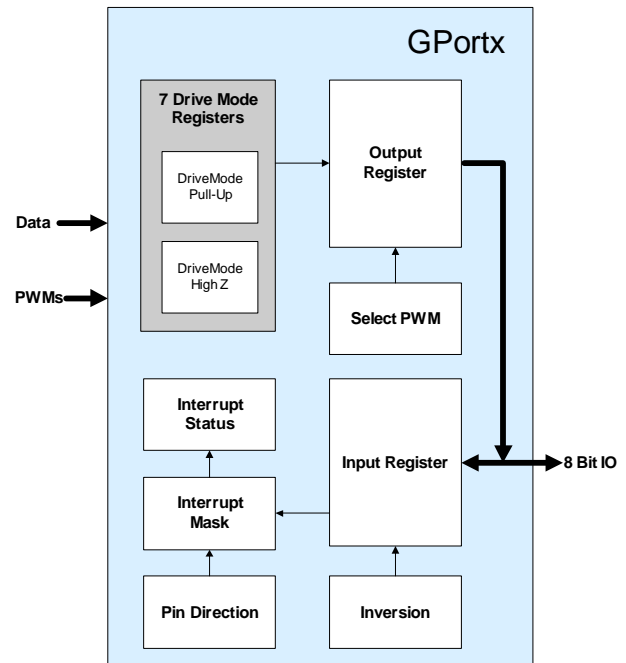 GPortx
7 Drive Mode
Registers
DriveMode
Pull-Up
DriveMode
High Z
Output
Register
Select PWM
Data
PWMs
Interrupt
Status
Interrupt
Mask
Pin Direction
Input Register
Inversion
8 Bit IO